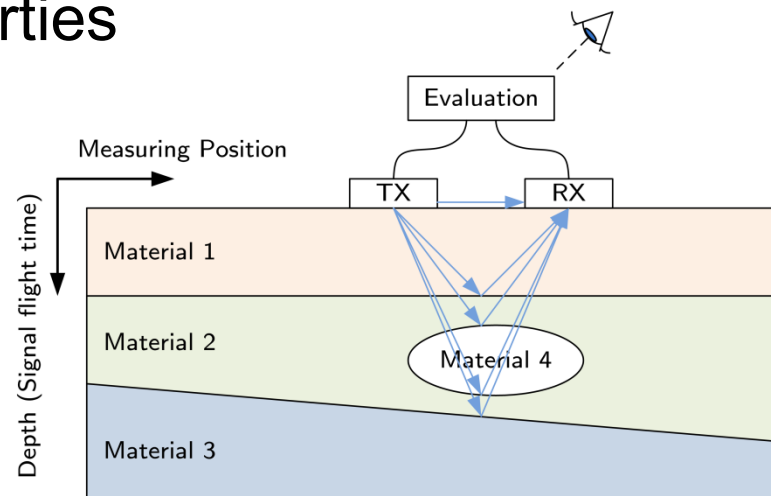 rties
Evaluation
Measuring Position
TX
RX
Depth (Signal flight time)
Material 1
Material 2
Material 4
Material 3